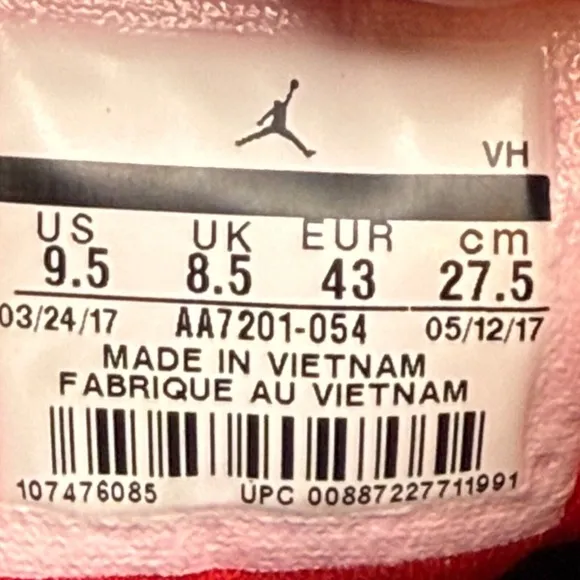 VH
US UK EUR cm
9.5 8.5 43 27.5
03/24/17 AA7201-054 05/12/17
MADE IN VIETNAM
FABRIQUE AU VIETNAM
107476085 UPC 00887227711991